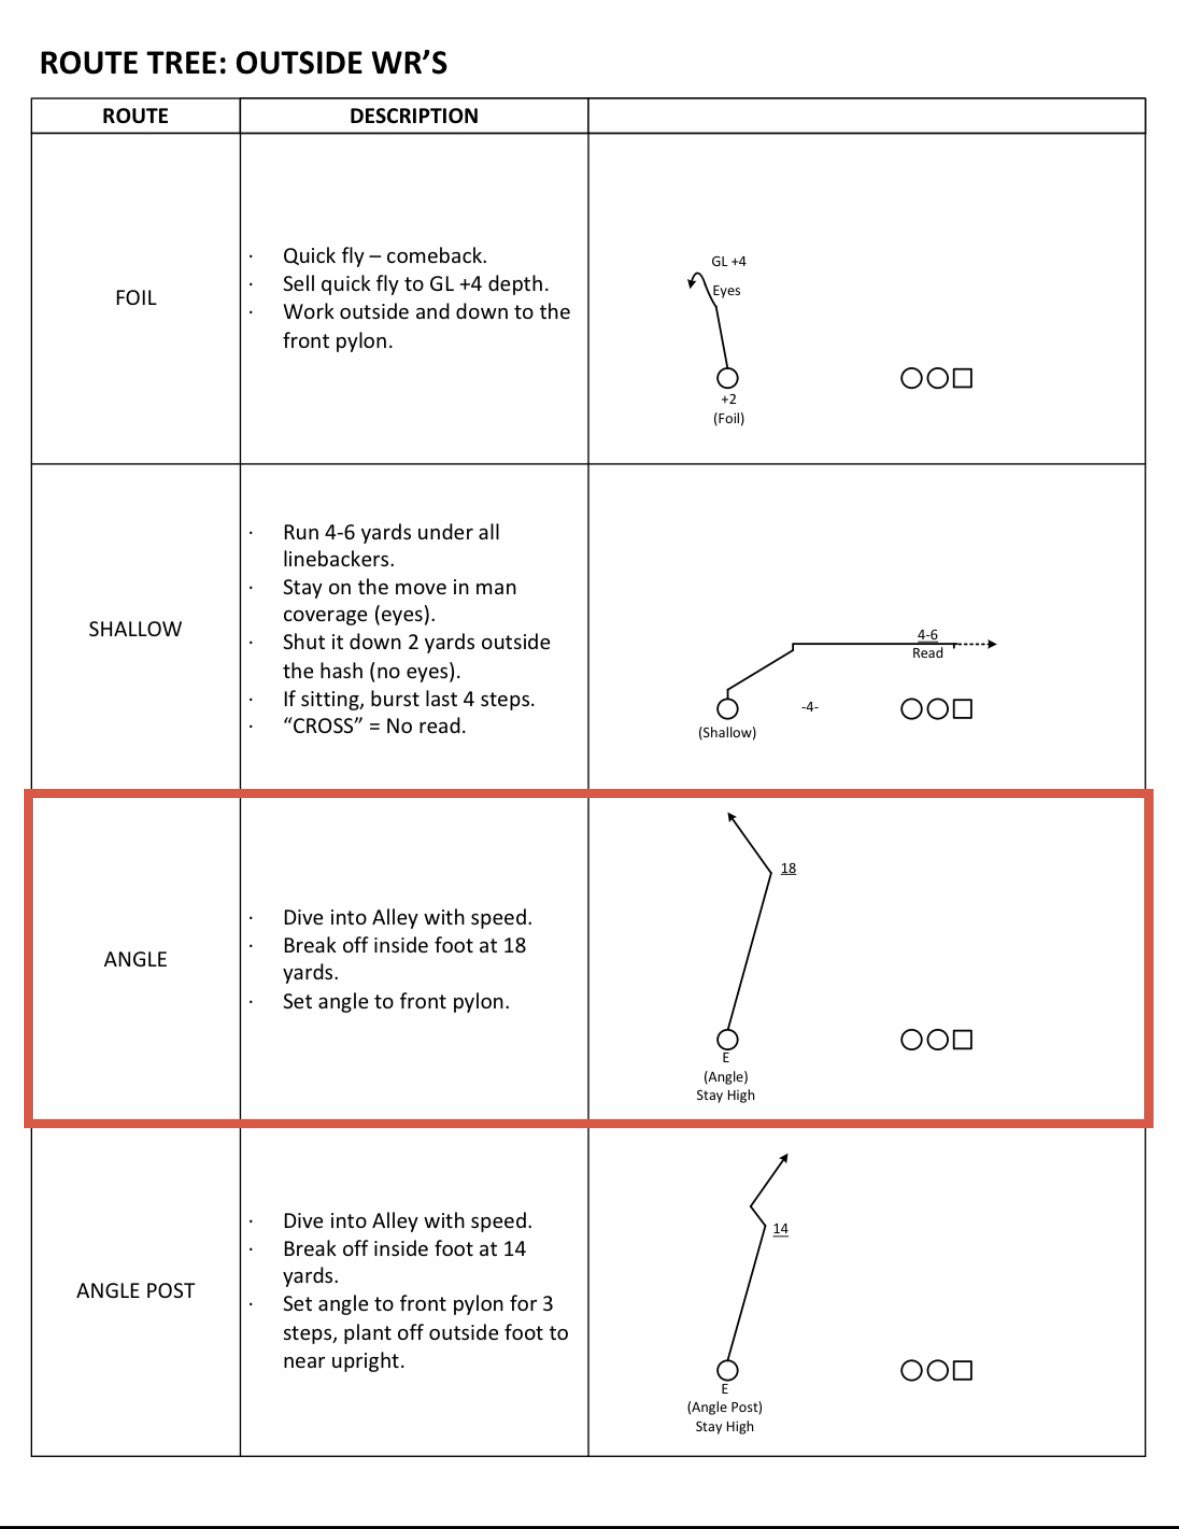 ROUTE TREE: OUTSIDE WR’S
ROUTE
DESCRIPTION
FOIL
· Quick fly – comeback.
· Sell quick fly to GL +4 depth.
· Work outside and down to the
front pylon.
GL +4
Eyes
+2
(Foil)
SHALLOW
· Run 4-6 yards under all
linebackers.
· Stay on the move in man
coverage (eyes).
· Shut it down 2 yards outside
the hash (no eyes).
· If sitting, burst last 4 steps.
· “CROSS” = No read.
4-6
Read
-4-
(Shallow)
ANGLE
· Dive into Alley with speed.
· Break off inside foot at 18
yards.
· Set angle to front pylon.
18
E
(Angle)
Stay High
ANGLE POST
· Dive into Alley with speed.
· Break off inside foot at 14
yards.
· Set angle to front pylon for 3
steps, plant off outside foot to
near upright.
14
E
(Angle Post)
Stay High